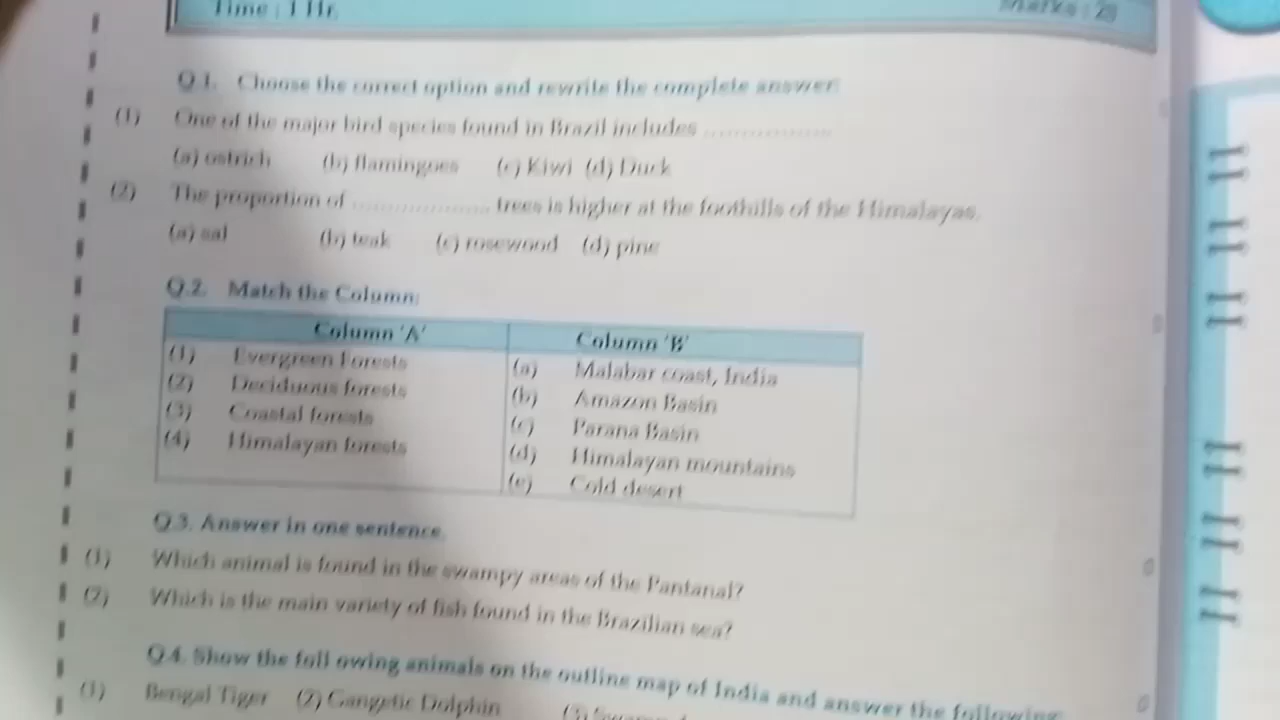 Time : 1 Hr.
Marks : 20
Q.1. Choose the correct option and rewrite the complete answer:
(1) One of the major bird species found in Brazil includes ..................
(a) ostrich (b) flamingoes (c) Kiwi (d) Duck
(2) The proportion of ................... trees is higher at the foothills of the Himalayas.
(a) sal (b) teak (c) rosewood (d) pine
Q.2. Match the Column:
Column 'A' Column 'B'
(1) Evergreen Forests (a) Malabar coast, India
(2) Deciduous forests (b) Amazon Basin
(3) Coastal forests (c) Parana Basin
(4) Himalayan forests (d) Himalayan mountains
(e) Cold desert
Q.3. Answer in one sentence.
(1) Which animal is found in the swampy areas of the Pantanal?
(2) Which is the main variety of fish found in the Brazilian sea?
Q.4. Show the foll owing animals on the outline map of India and answer the following:
(1) Bengal Tiger (2) Gangetic Dolphin